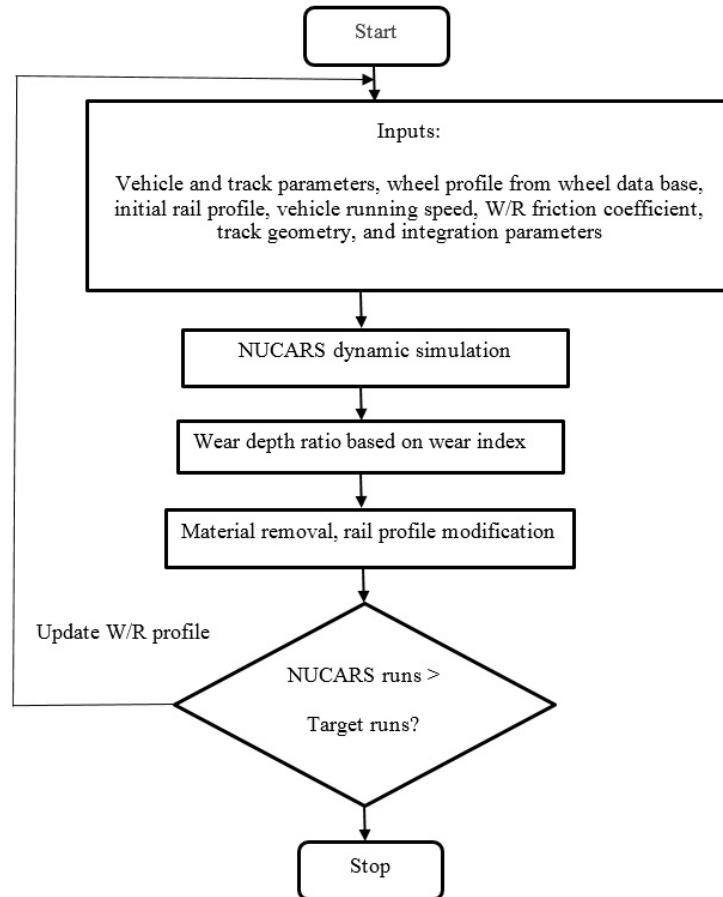 Start
Inputs:
Vehicle and track parameters, wheel profile from wheel data base,
initial rail profile, vehicle running speed, W/R friction coefficient,
track geometry, and integration parameters
NUCARS dynamic simulation
Wear depth ratio based on wear index
Material removal, rail profile modification
Update W/R profile
NUCARS runs >
Target runs?
Stop